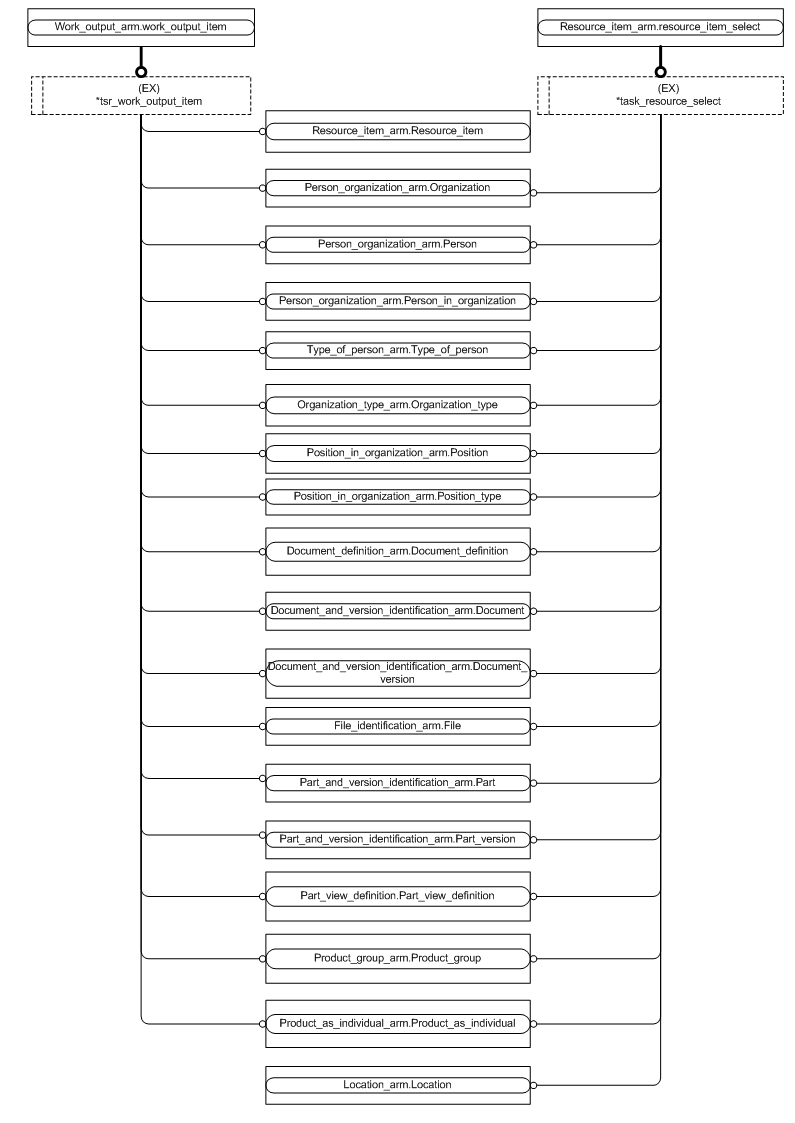 Work_output_arm.work_output_item
Resource_item_arm.resource_item_select
(EX)
*tsr_work_output_item
(EX)
*task_resource_select
Resource_item_arm.Resource_item
Person_organization_arm.Organization
Person_organization_arm.Person
Person_organization_arm.Person_in_organization
Type_of_person_arm.Type_of_person
Organization_type_arm.Organization_type
Position_in_organization_arm.Position
Position_in_organization_arm.Position_type
Document_definition_arm.Document_definition
Document_and_version_identification_arm.Document
Document_and_version_identification_arm.Document_
version
File_identification_arm.File
Part_and_version_identification_arm.Part
Part_and_version_identification_arm.Part_version
Part_view_definition.Part_view_definition
Product_group_arm.Product_group
Product_as_individual_arm.Product_as_individual
Location_arm.Location